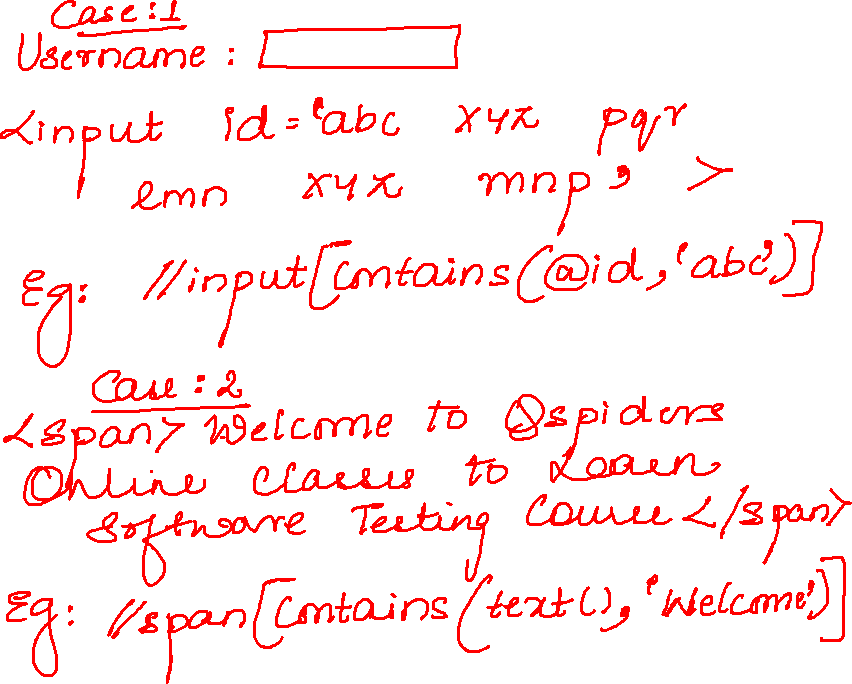 Case:1
Username :
<input id='abc xyz pqr
lmn xyz mnp' >
Eg: //input[contains(@id,'abc')]
Case:2
<span> Welcome to Qspiders
Online classes to Learn
Software Testing Course </span>
Eg: //span[contains(text(), 'Welcome')]